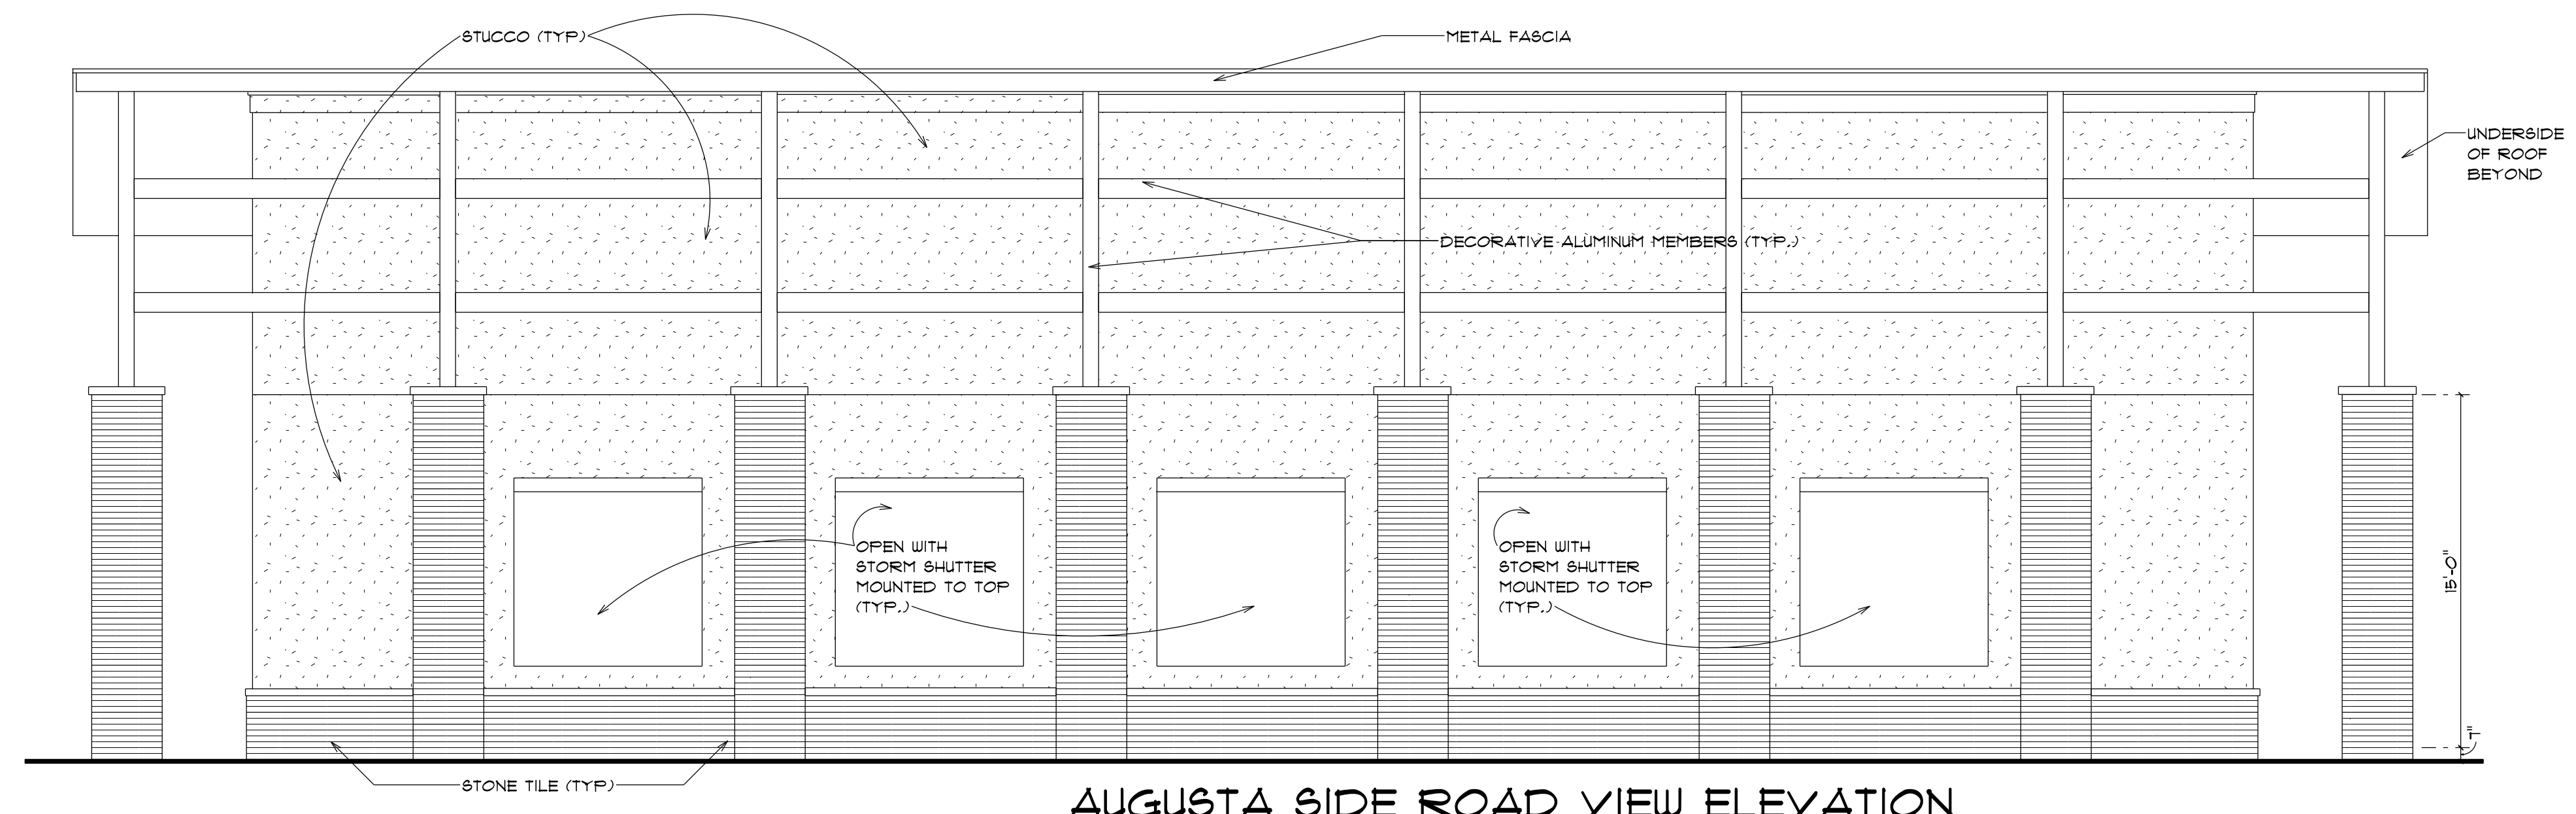 STUCCO (TYP)
METAL FASCIA
UNDERSIDE
OF ROOF
BEYOND
DECORATIVE ALUMINUM MEMBERS (TYP.)
OPEN WITH
STORM SHUTTER
MOUNTED TO TOP
(TYP.)
OPEN WITH
STORM SHUTTER
MOUNTED TO TOP
(TYP.)
15'-0"
7"
STONE TILE (TYP)
AUGUSTA SIDE ROAD VIEW ELEVATION